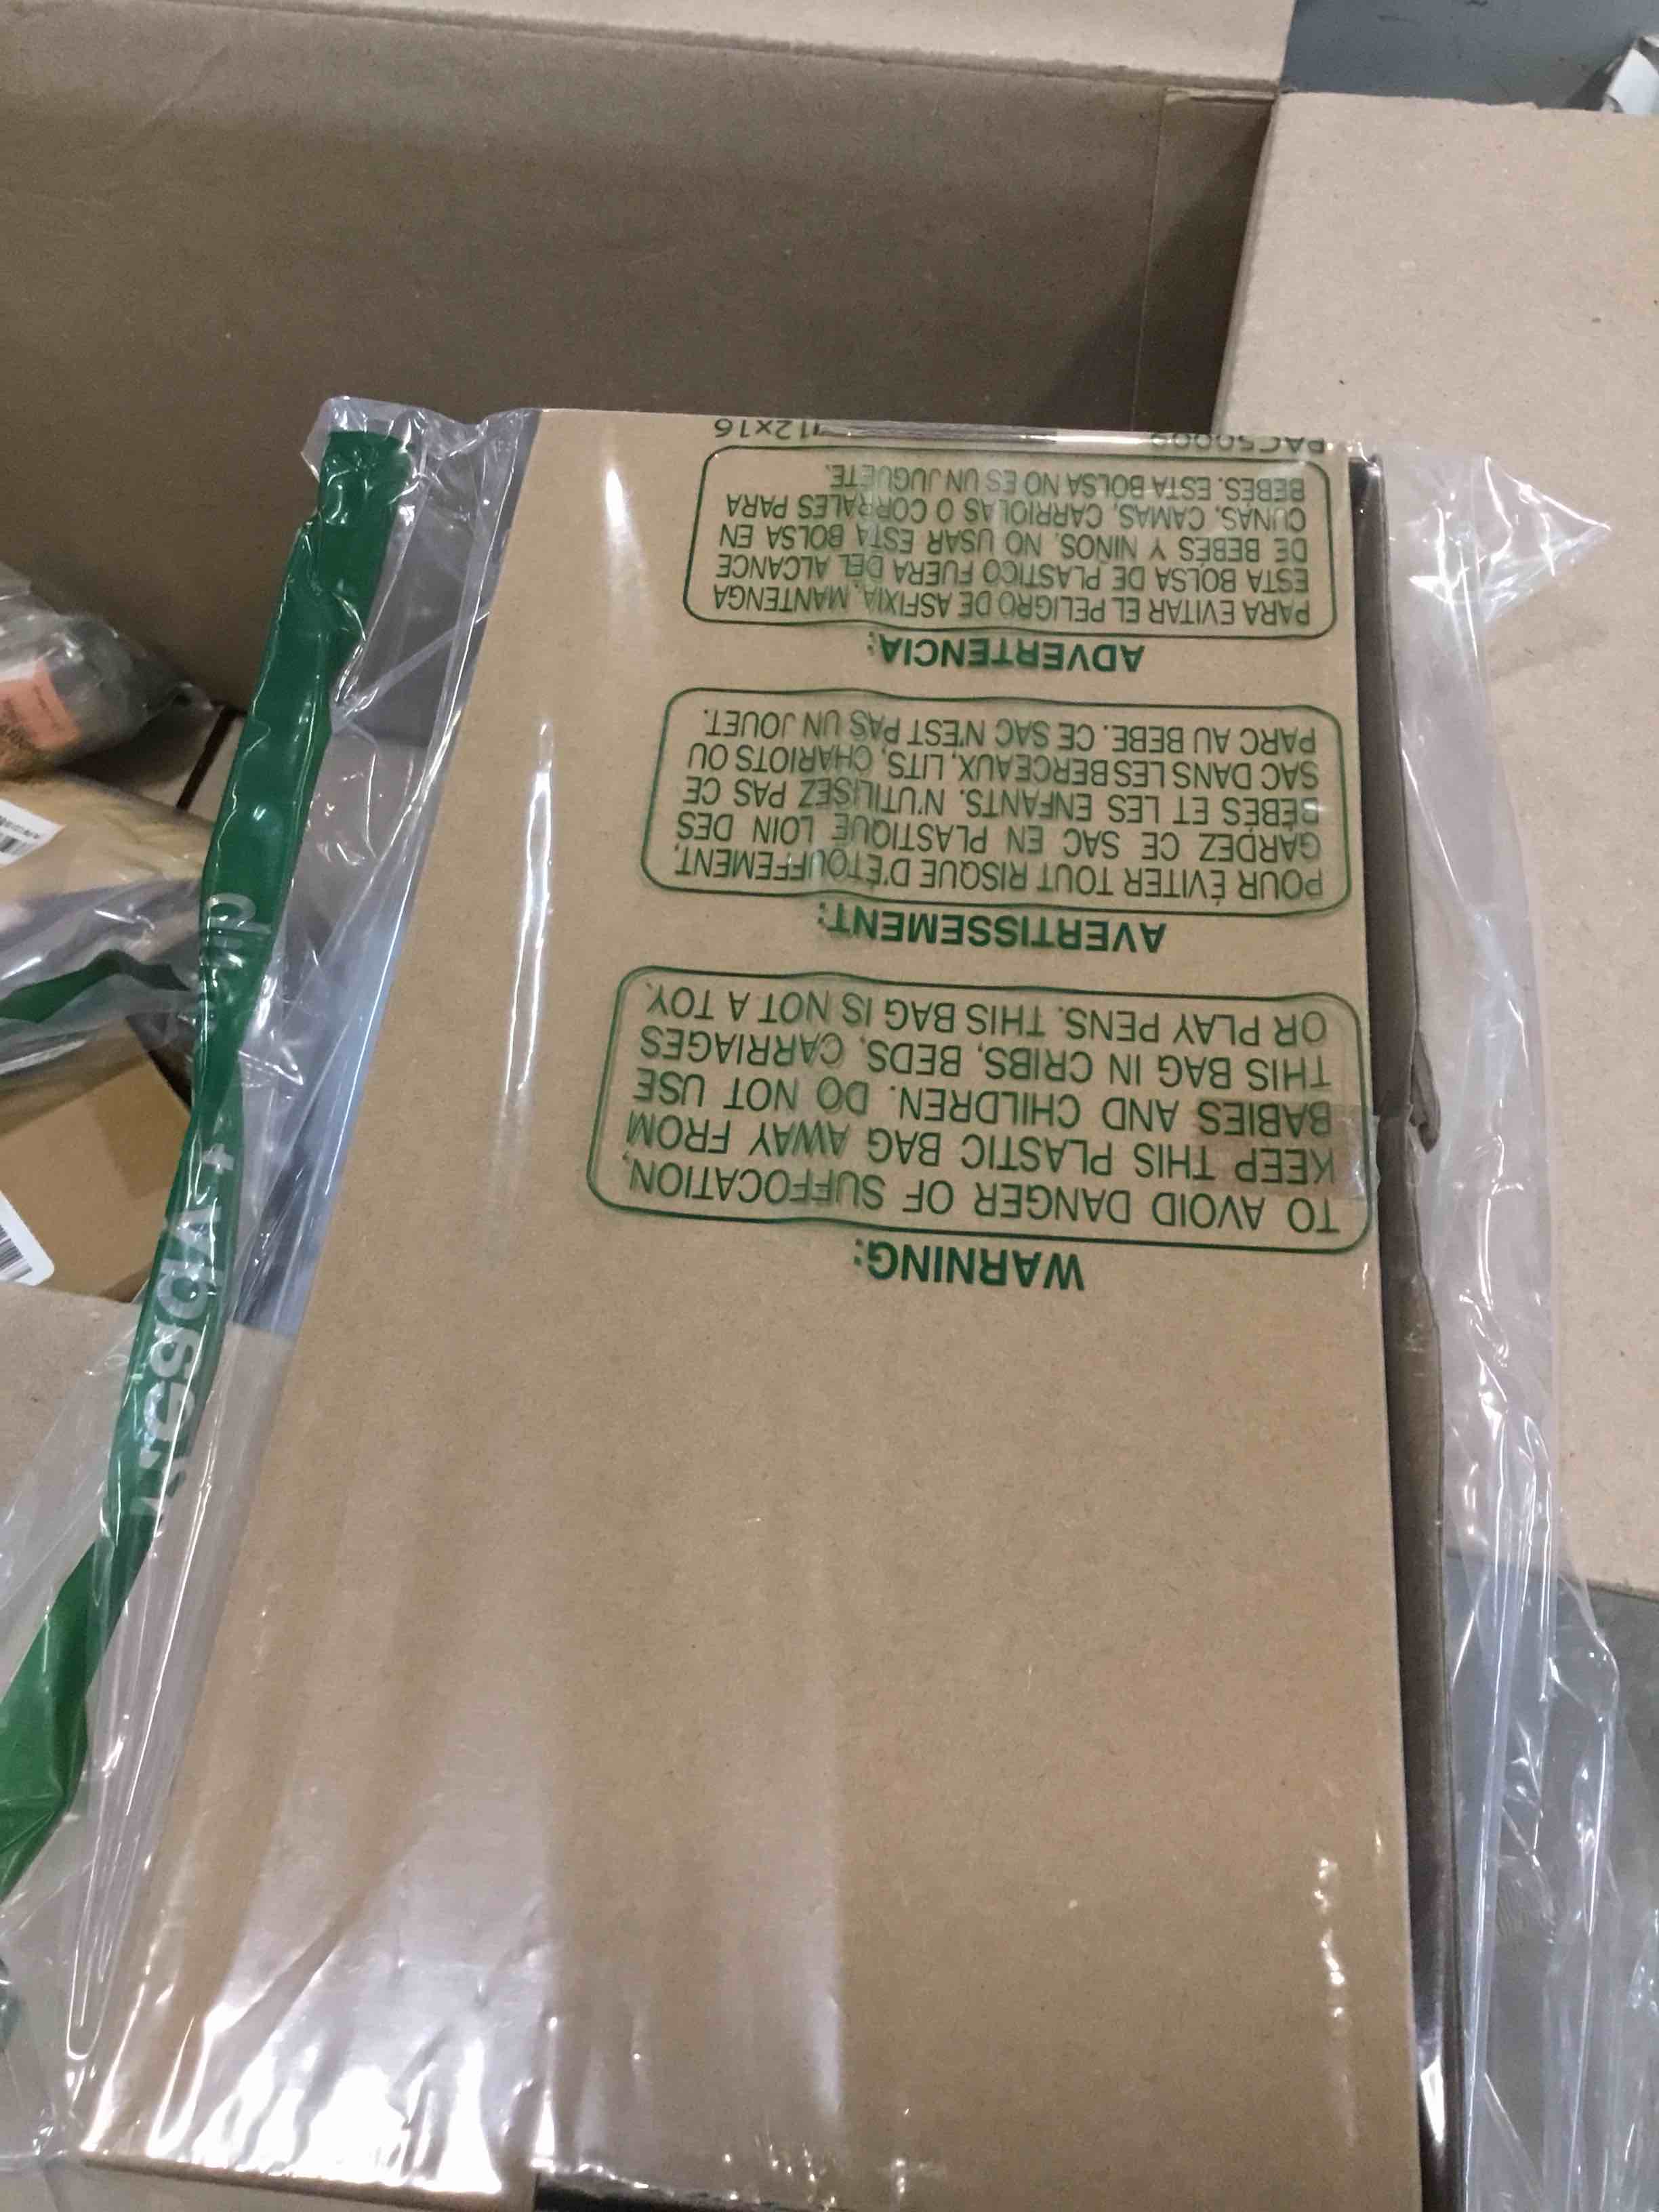 WARNING:
TO AVOID DANGER OF SUFFOCATION,
KEEP THIS PLASTIC BAG AWAY FROM
BABIES AND CHILDREN. DO NOT USE
THIS BAG IN CRIBS, BEDS, CARRIAGES
OR PLAY PENS. THIS BAG IS NOT A TOY.
AVERTISSEMENT:
POUR ÉVITER TOUT RISQUE D'ÉTOUFFEMENT,
GARDEZ CE SAC EN PLASTIQUE LOIN DES
BÉBÉS ET LES ENFANTS. N'UTILISEZ PAS CE
SAC DANS LES BERCEAUX, LITS, CHARIOTS OU
PARC AU BEBE. CE SAC N'EST PAS UN JOUET.
ADVERTENCIA:
PARA EVITAR EL PELIGRO DE ASFIXIA, MANTENGA
ESTA BOLSA DE PLASTICO FUERA DEL ALCANCE
DE BEBÉS Y NIÑOS. NO USAR ESTA BOLSA EN
CUNAS, CAMAS, CARRIOLAS O CORRALES PARA
BEBÉS. ESTA BOLSA NO ES UN JUGUETE.
12x16